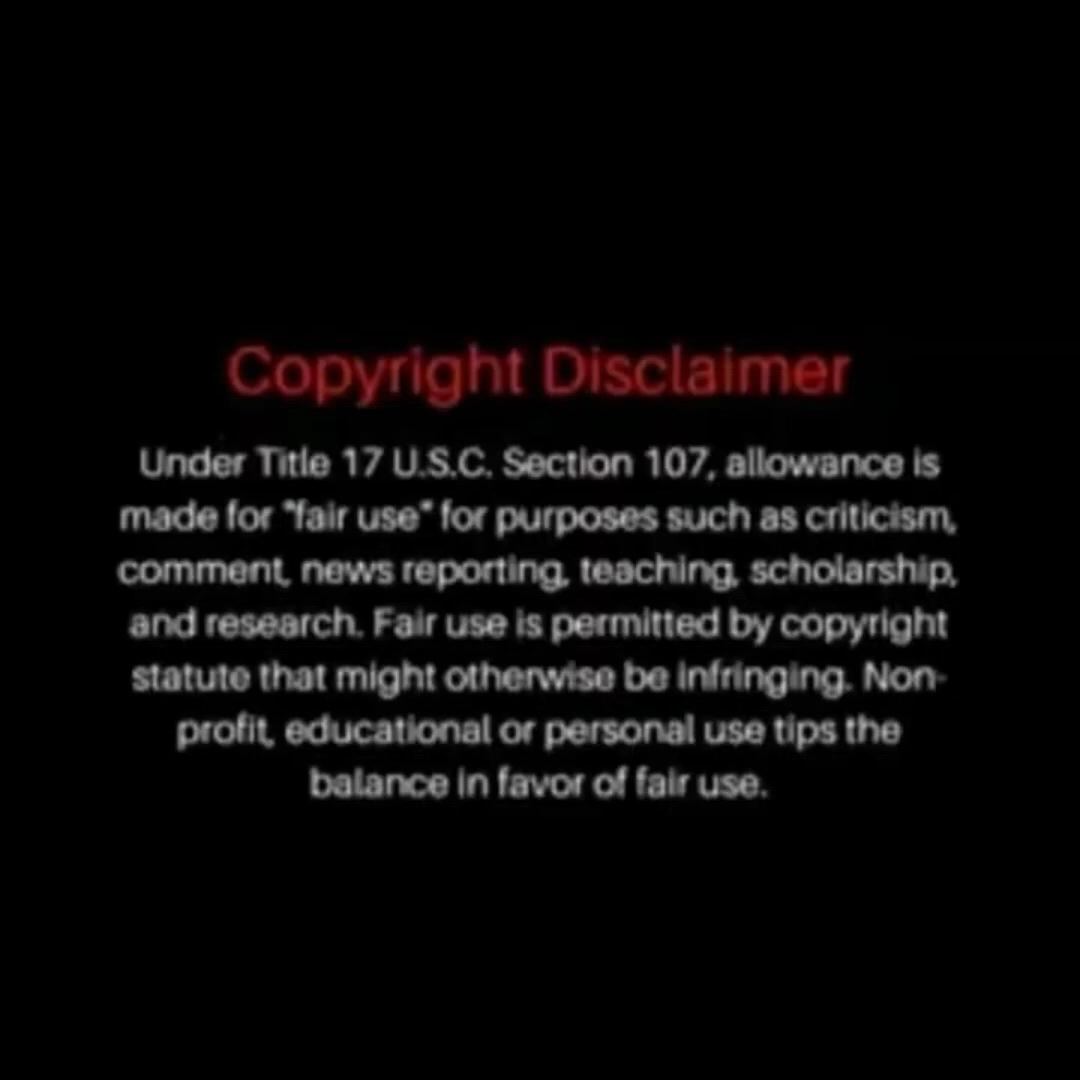 Copyright Disclaimer
Under Title 17 U.S.C. Section 107, allowance is
made for "fair use" for purposes such as criticism,
comment, news reporting, teaching, scholarship,
and research. Fair use is permitted by copyright
statute that might otherwise be infringing. Non-
profit, educational or personal use tips the
balance in favor of fair use.